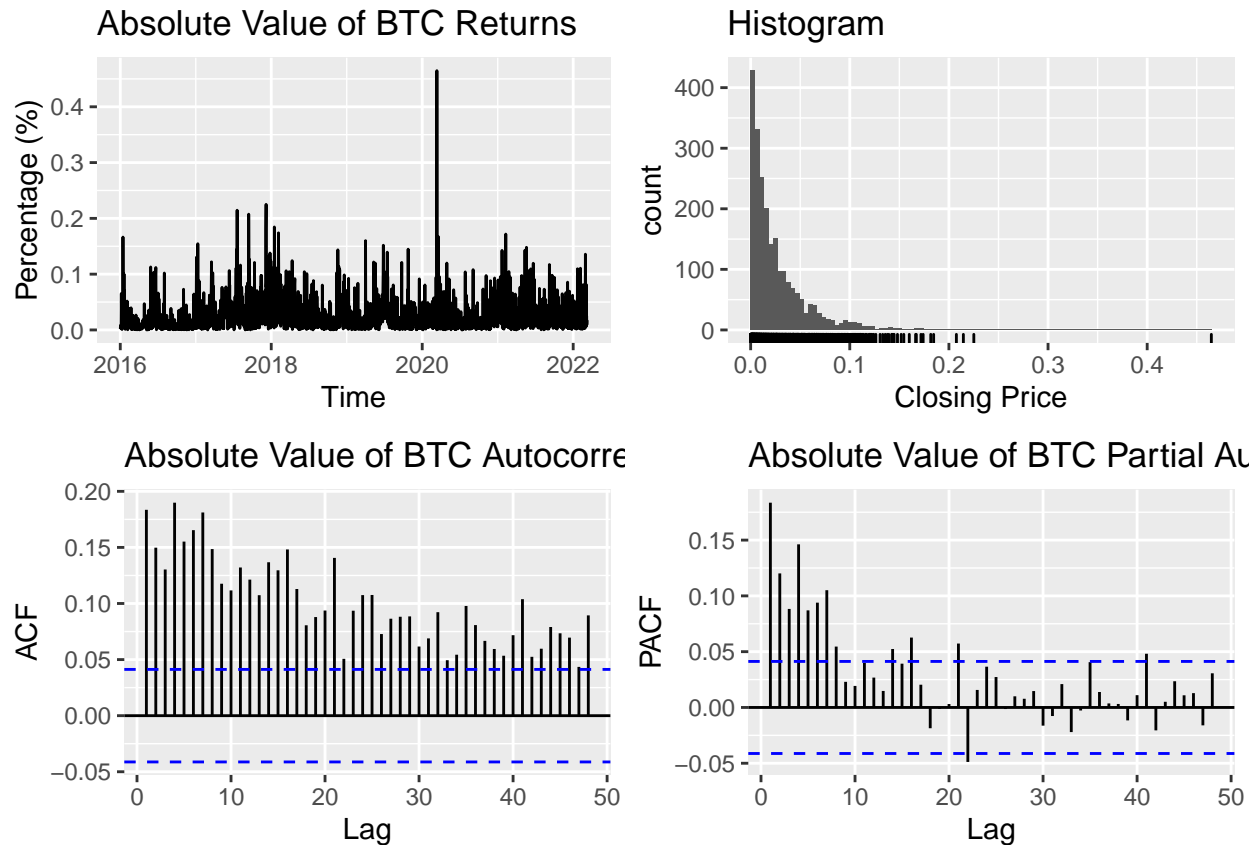 Absolute Value of BTC Returns
Percentage (%)
0.4
0.3
0.2
0.1
0.0
2016 2018 2020 2022
Time
Histogram
count
400
300
200
100
0
0.0 0.1 0.2 0.3 0.4
Closing Price
Absolute Value of BTC Autocorre
ACF
0.20
0.15
0.10
0.05
0.00
−0.05
0 10 20 30 40 50
Lag
Absolute Value of BTC Partial Au
PACF
0.15
0.10
0.05
0.00
−0.05
0 10 20 30 40 50
Lag